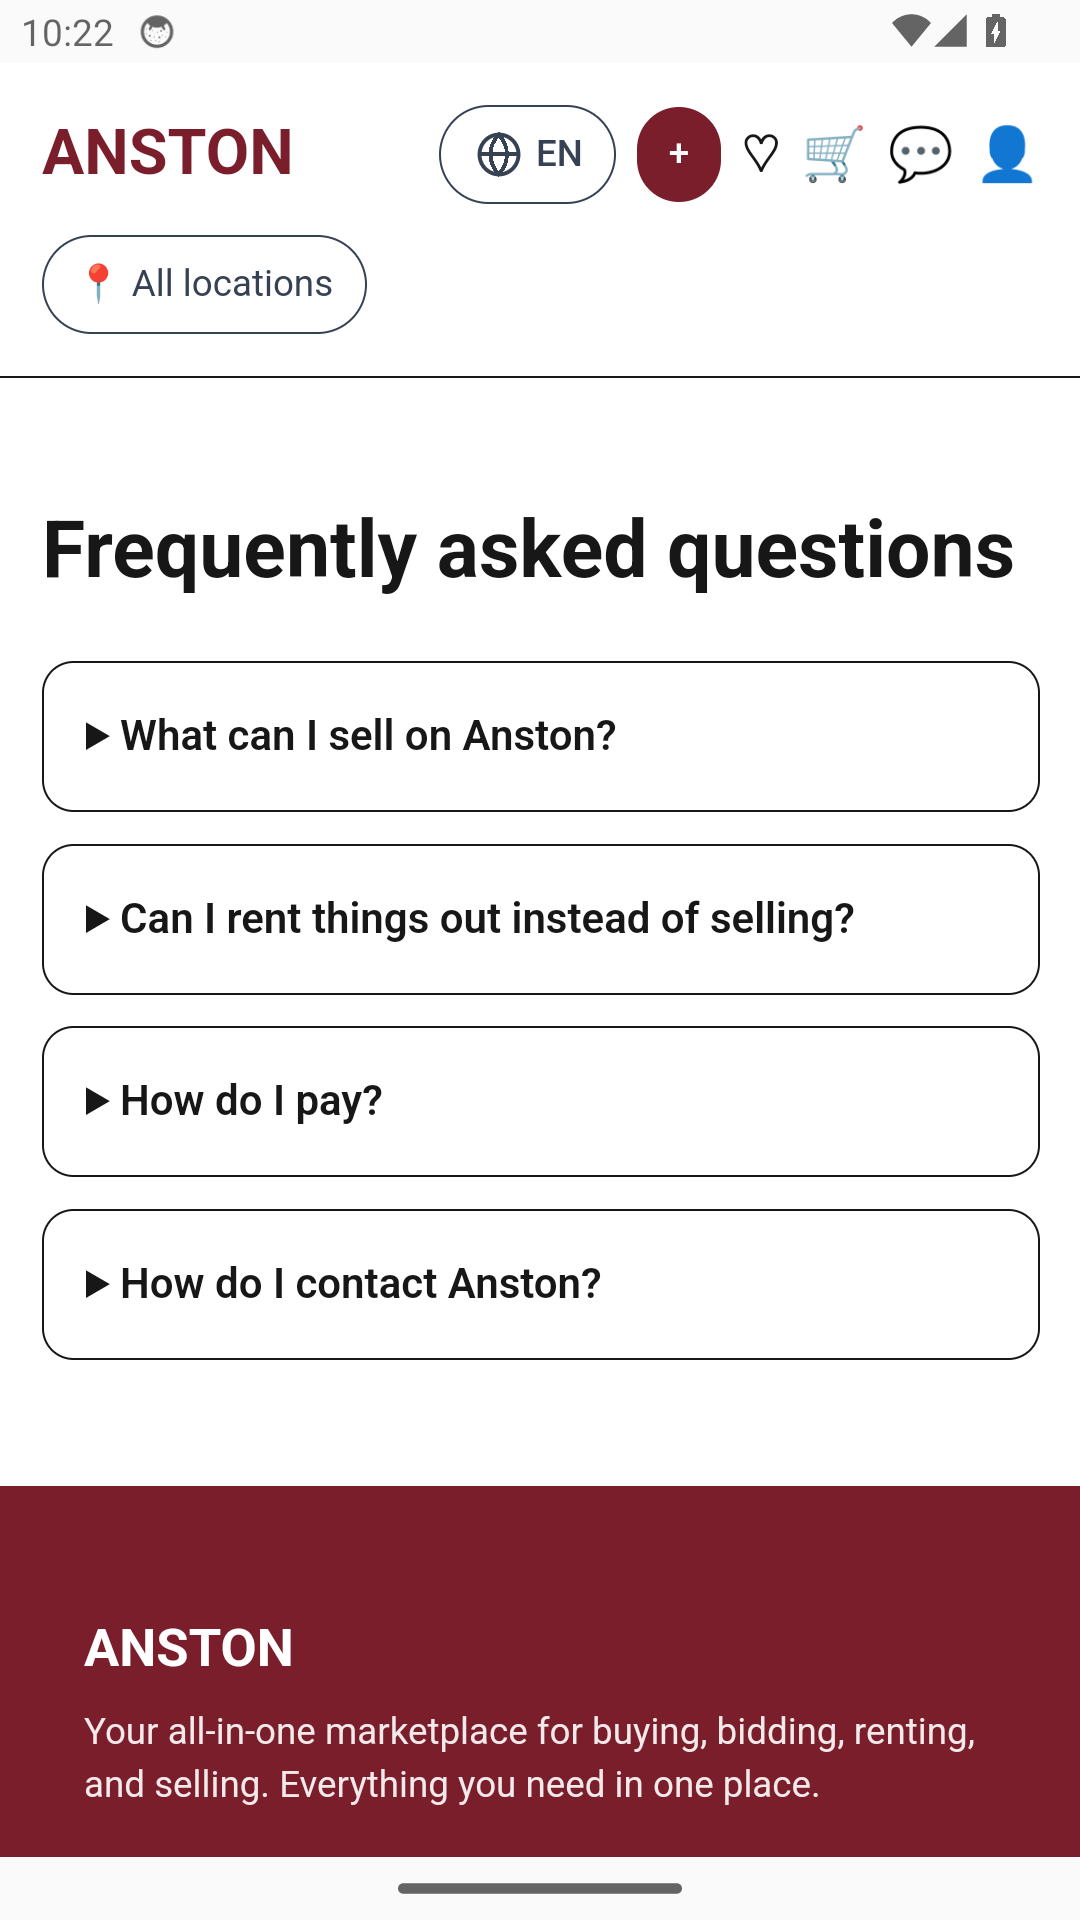 10:22
ANSTON
EN
+
All locations
Frequently asked questions
What can I sell on Anston?
Can I rent things out instead of selling?
How do I pay?
How do I contact Anston?
ANSTON
Your all-in-one marketplace for buying, bidding, renting,
and selling. Everything you need in one place.